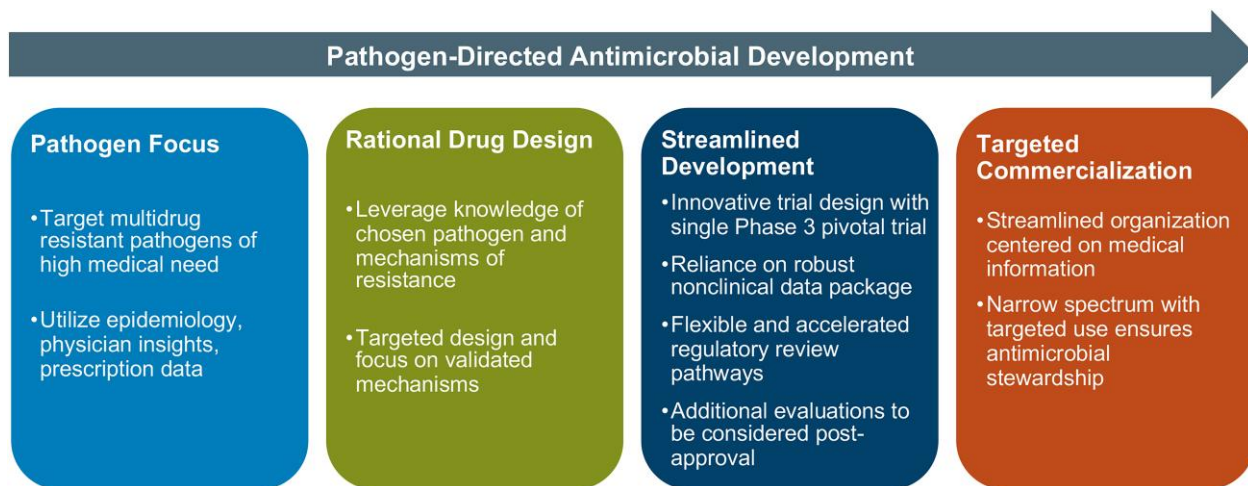 Pathogen-Directed Antimicrobial Development
Pathogen Focus
•Target multidrug
resistant pathogens of
high medical need
•Utilize epidemiology,
physician insights,
prescription data
Rational Drug Design
•Leverage knowledge of
chosen pathogen and
mechanisms of
resistance
•Targeted design and
focus on validated
mechanisms
Streamlined
Development
•Innovative trial design with
single Phase 3 pivotal trial
•Reliance on robust
nonclinical data package
•Flexible and accelerated
regulatory review
pathways
•Additional evaluations to
be considered post-
approval
Targeted
Commercialization
•Streamlined organization
centered on medical
information
•Narrow spectrum with
targeted use ensures
antimicrobial
stewardship